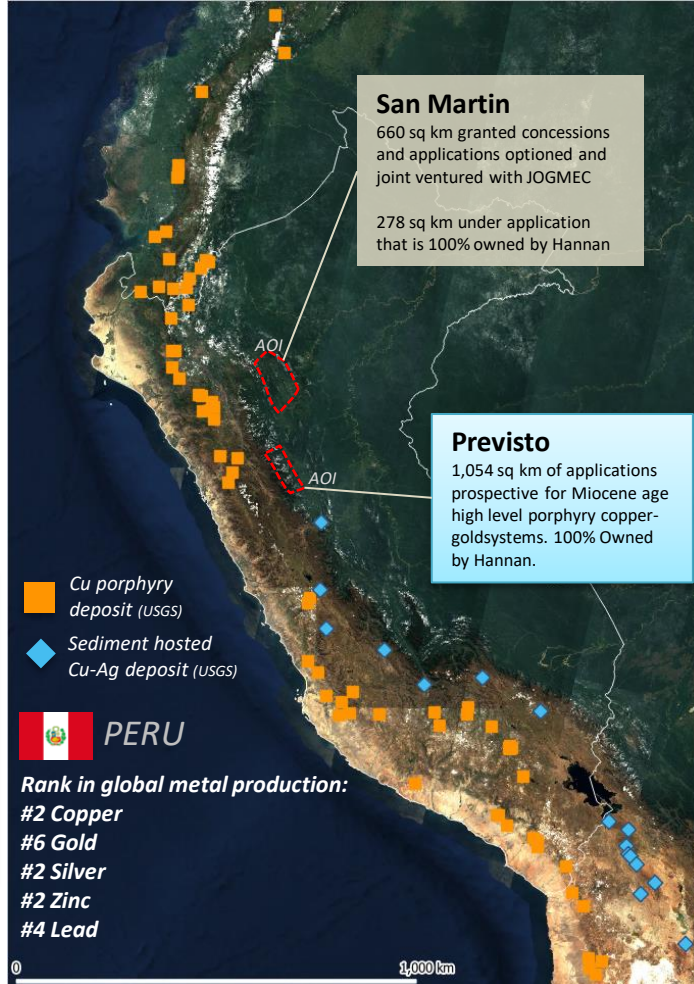 San Martin
660 sq km granted concessions
and applications optioned and
joint ventured with JOGMEC
278 sq km under application
that is 100% owned by Hannan
AOI
Previsto
1,054 sq km of applications
prospective for Miocene age
high level porphyry copper-
goldsystems. 100% Owned
by Hannan.
AOI
Cu porphyry
deposit (USGS)
Sediment hosted
Cu-Ag deposit (USGS)
PERU
Rank in global metal production:
#2 Copper
#6 Gold
#2 Silver
#2 Zinc
#4 Lead
0
1,000 km